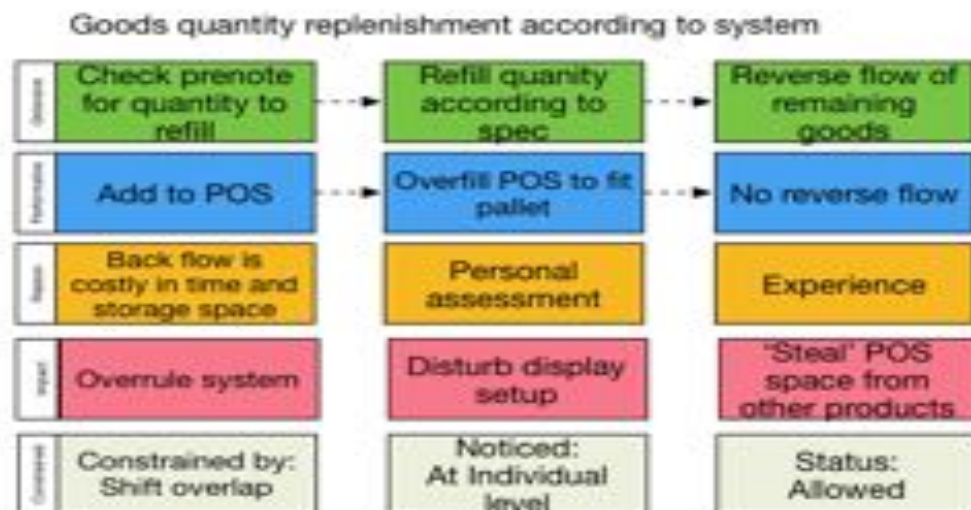 Goods quantity replenishment according to system
Check prenote
for quantity to
refill
Refill quanity
according to
spec
Reverse flow of
remaining
goods
Add to POS
Overfill POS to fit
pallet
No reverse flow
Back flow is
costly in time and
storage space
Personal
assessment
Experience
Impact
Overrule system
Disturb display
setup
"Steal" POS
space from
other products
Constrained by:
Shift overlap
Noticed:
At Individual
level
Status:
Allowed